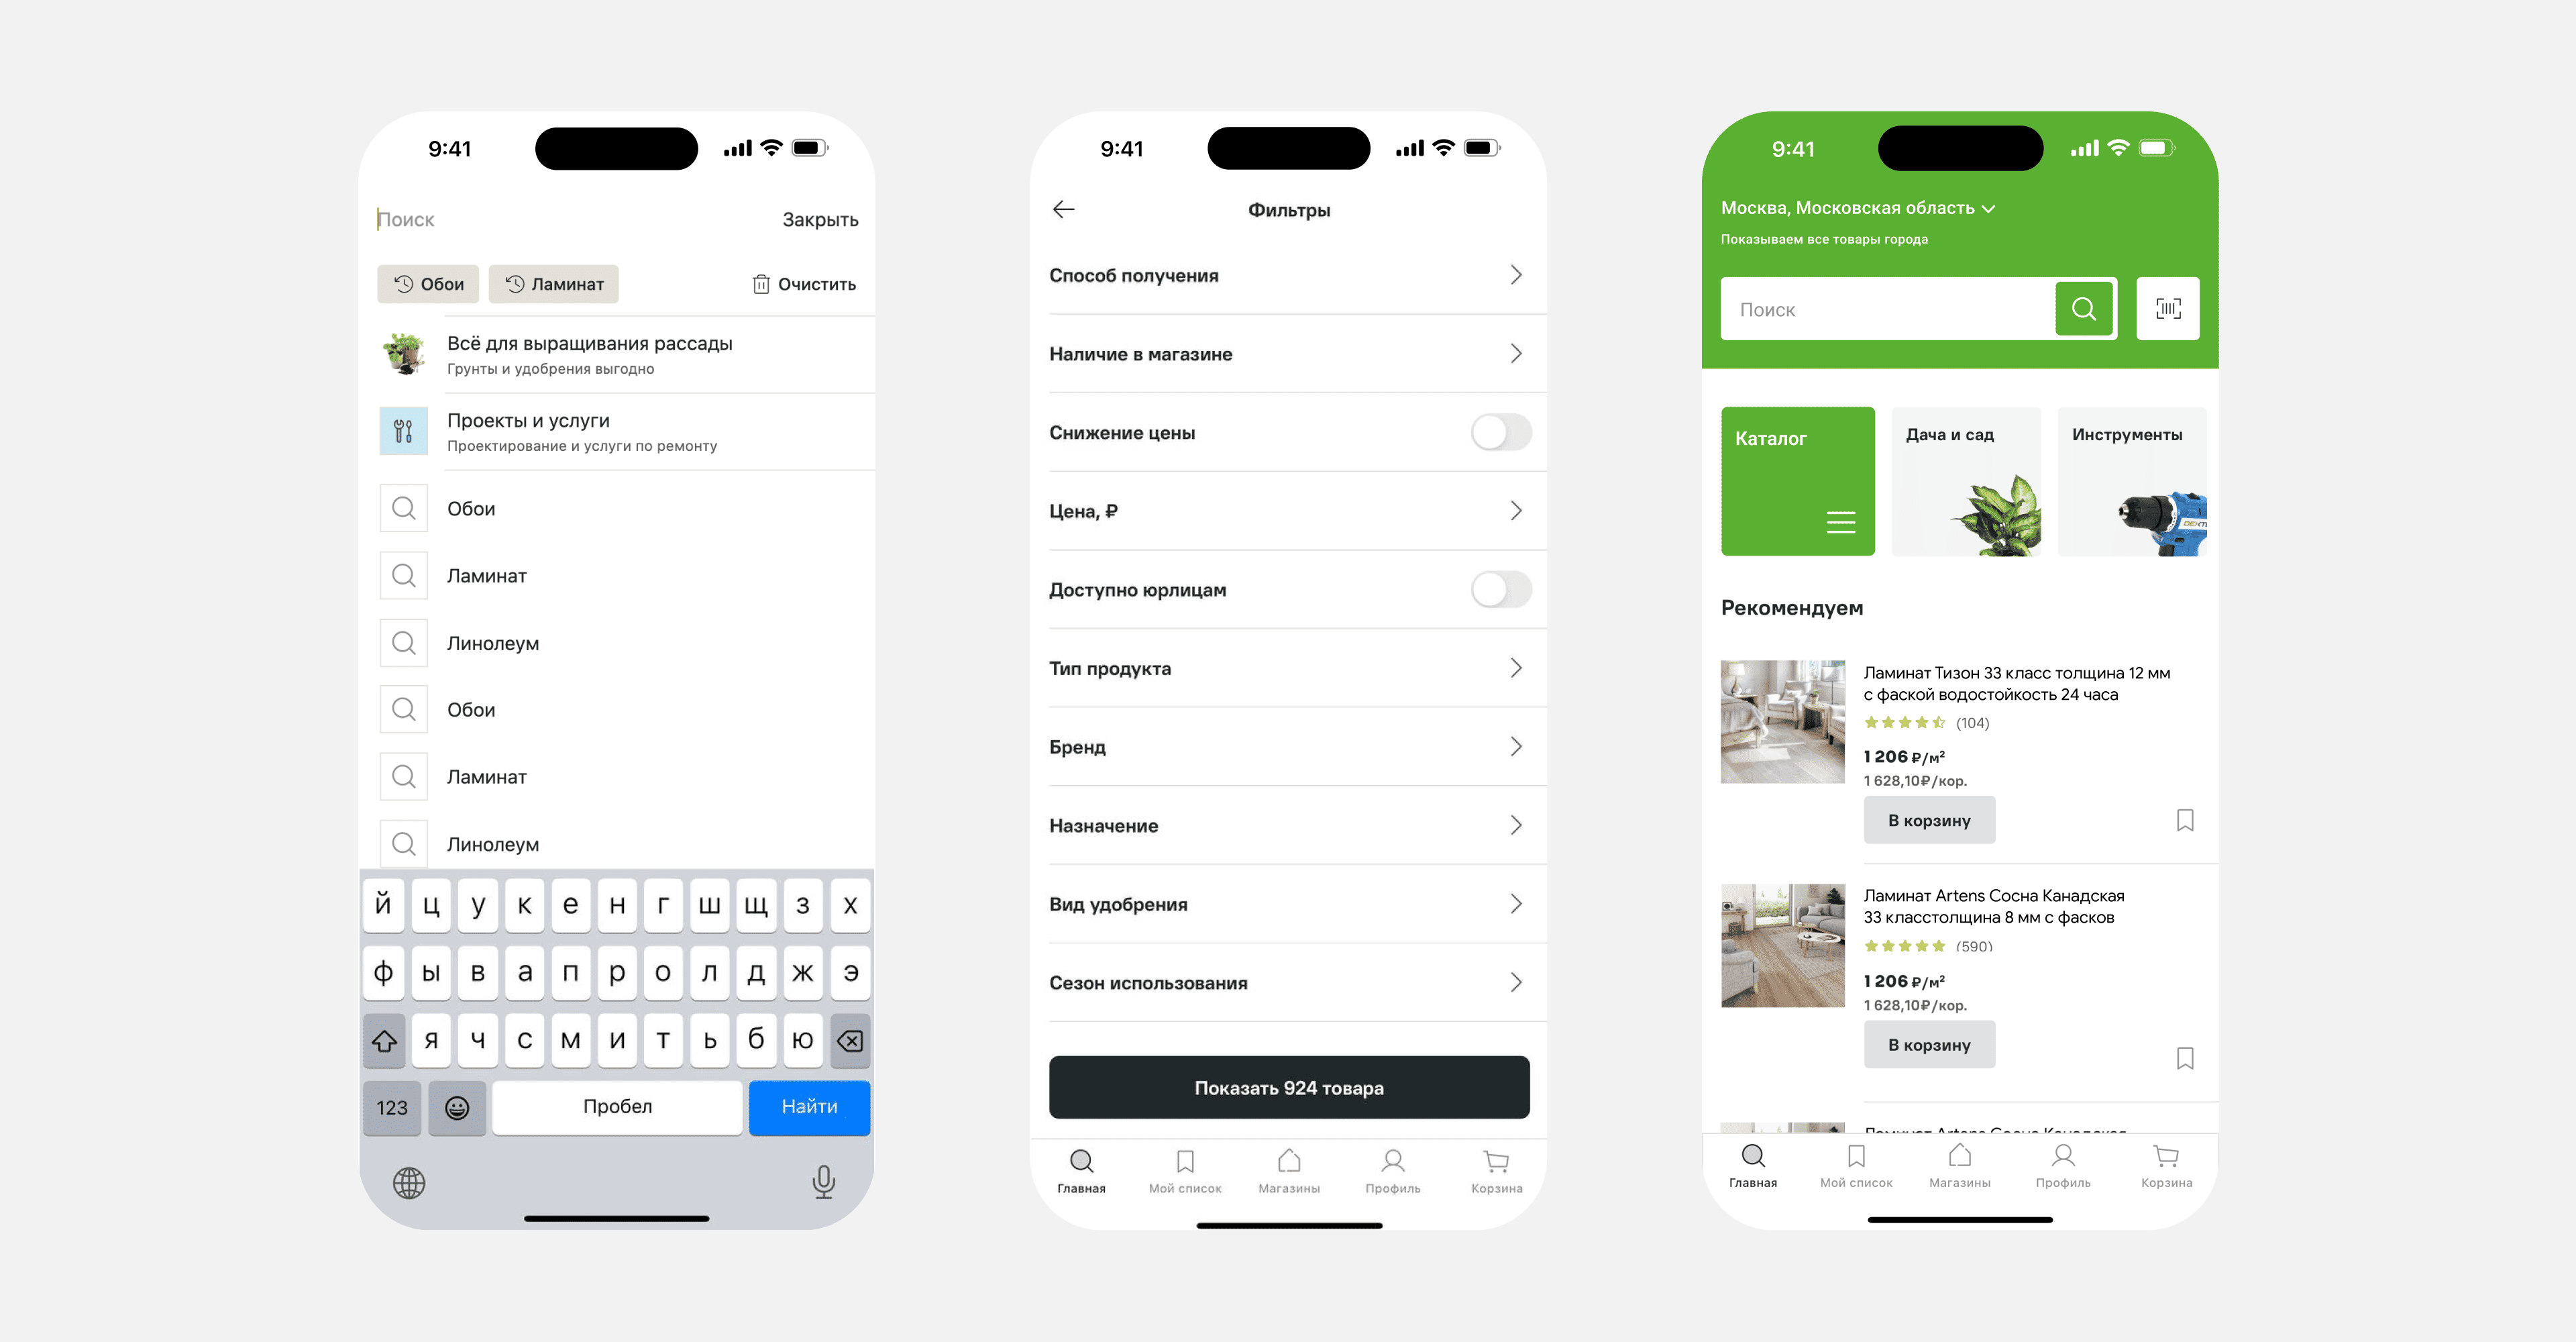 9:41
Поиск
Закрыть
Обои
Ламинат
Очистить
Всё для выращивания рассады
Грунты и удобрения выгодно
Проекты и услуги
Проектирование и услуги по ремонту
Обои
Ламинат
Линолеум
Обои
Ламинат
Линолеум
й ц у к е н г ш щ з х
ф ы в а п р о л д ж э
я ч с м и т ь б ю
123
Пробел
Найти
9:41
Фильтры
Способ получения
Наличие в магазине
Снижение цены
Цена, ₽
Доступно юрлицам
Тип продукта
Бренд
Назначение
Вид удобрения
Сезон использования
Показать 924 товара
Главная
Мой список
Магазины
Профиль
Корзина
9:41
Москва, Московская область
Показываем все товары города
Поиск
Каталог
Дача и сад
Инструменты
Рекомендуем
Ламинат Тизон 33 класс толщина 12 мм
с фаской водостойкость 24 часа
(104)
1 206 ₽/м²
1 628,10₽/кор.
В корзину
Ламинат Artens Сосна Канадская
33 класстолщина 8 мм с фасков
(590)
1 206 ₽/м²
1 628,10₽/кор.
В корзину
Главная
Мой список
Магазины
Профиль
Корзина